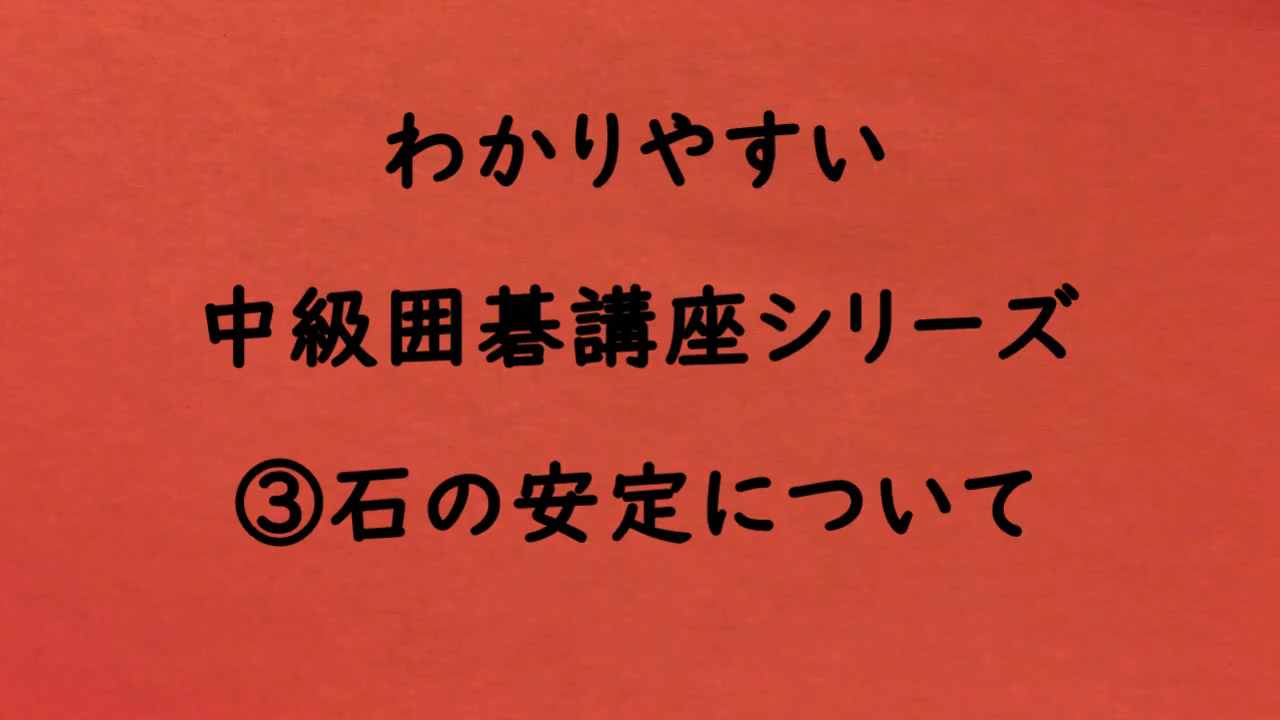 わかりやすい
中級囲碁講座シリーズ
③石の安定について